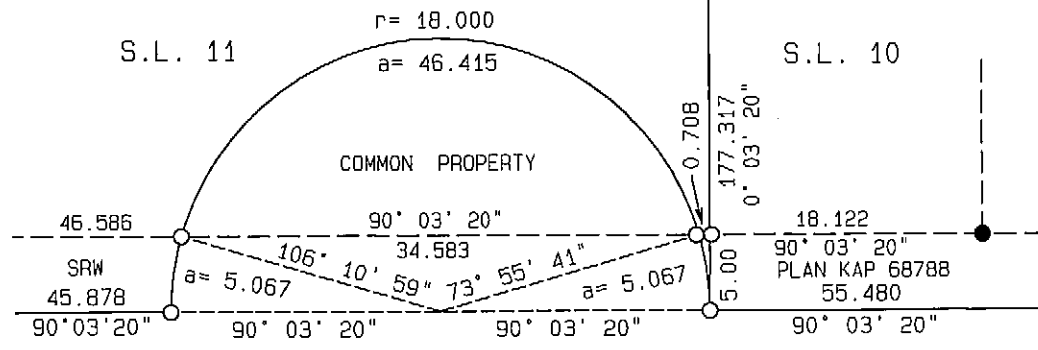 r= 18.000
S.L. 11
S.L. 10
a= 46.415
0.708
177.317
0° 03' 20"
COMMON PROPERTY
46.586
90° 03' 20"
18.122
34.583
90° 03' 20"
SRW
106° 10' 59"
73° 55' 41"
PLAN KAP 68788
a= 5.067
a= 5.067
5.00
45.878
55.480
90°03'20"
90° 03' 20"
90° 03' 20"
90° 03' 20"